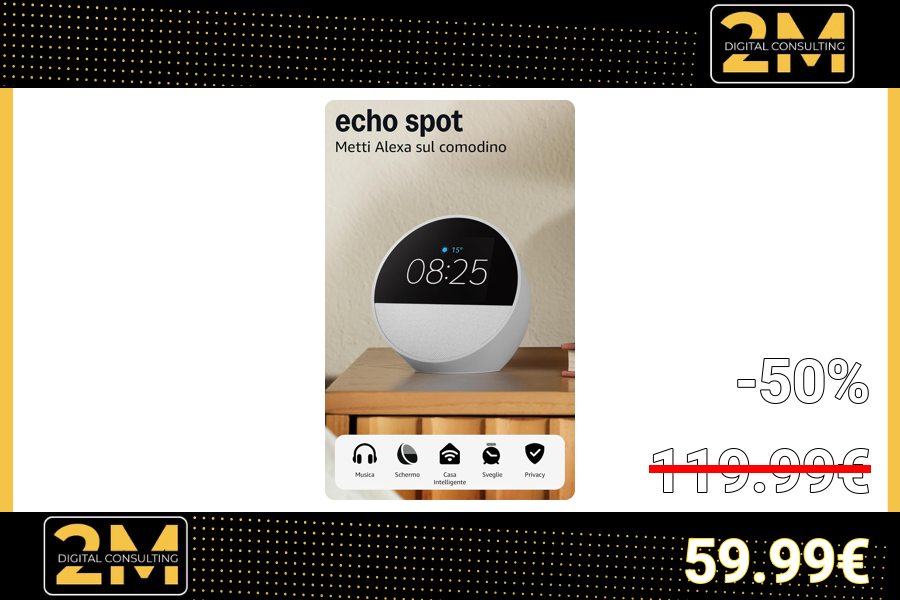 2M
DIGITAL CONSULTING
echo spot
Metti Alexa sul comodino
15°
08:25
Musica
Schermo
Casa
Intelligente
Sveglie
Privacy
-50%
119.99€
2M
DIGITAL CONSULTING
59.99€